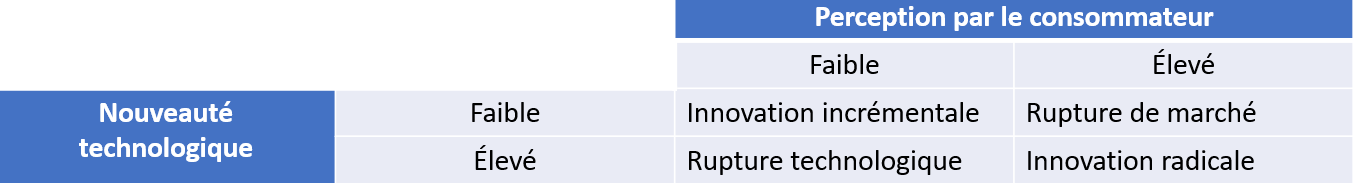 Perception par le consommateur
Faible Élevé
Nouveauté
technologique
Faible Innovation incrémentale Rupture de marché
Élevé Rupture technologique Innovation radicale